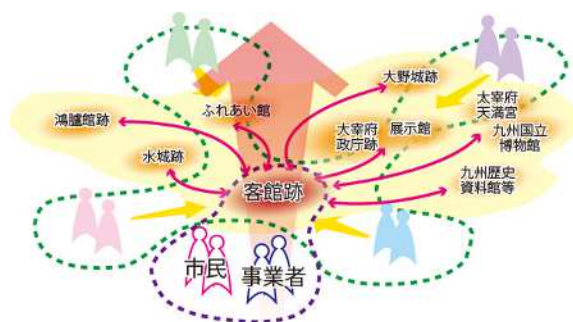 大野城跡
太宰府
天満宮
ふれあい館
鴻臚館跡
大宰府
政庁跡
展示館
九州国立
博物館
水城跡
客館跡
九州歴史
資料館等
市民
事業者